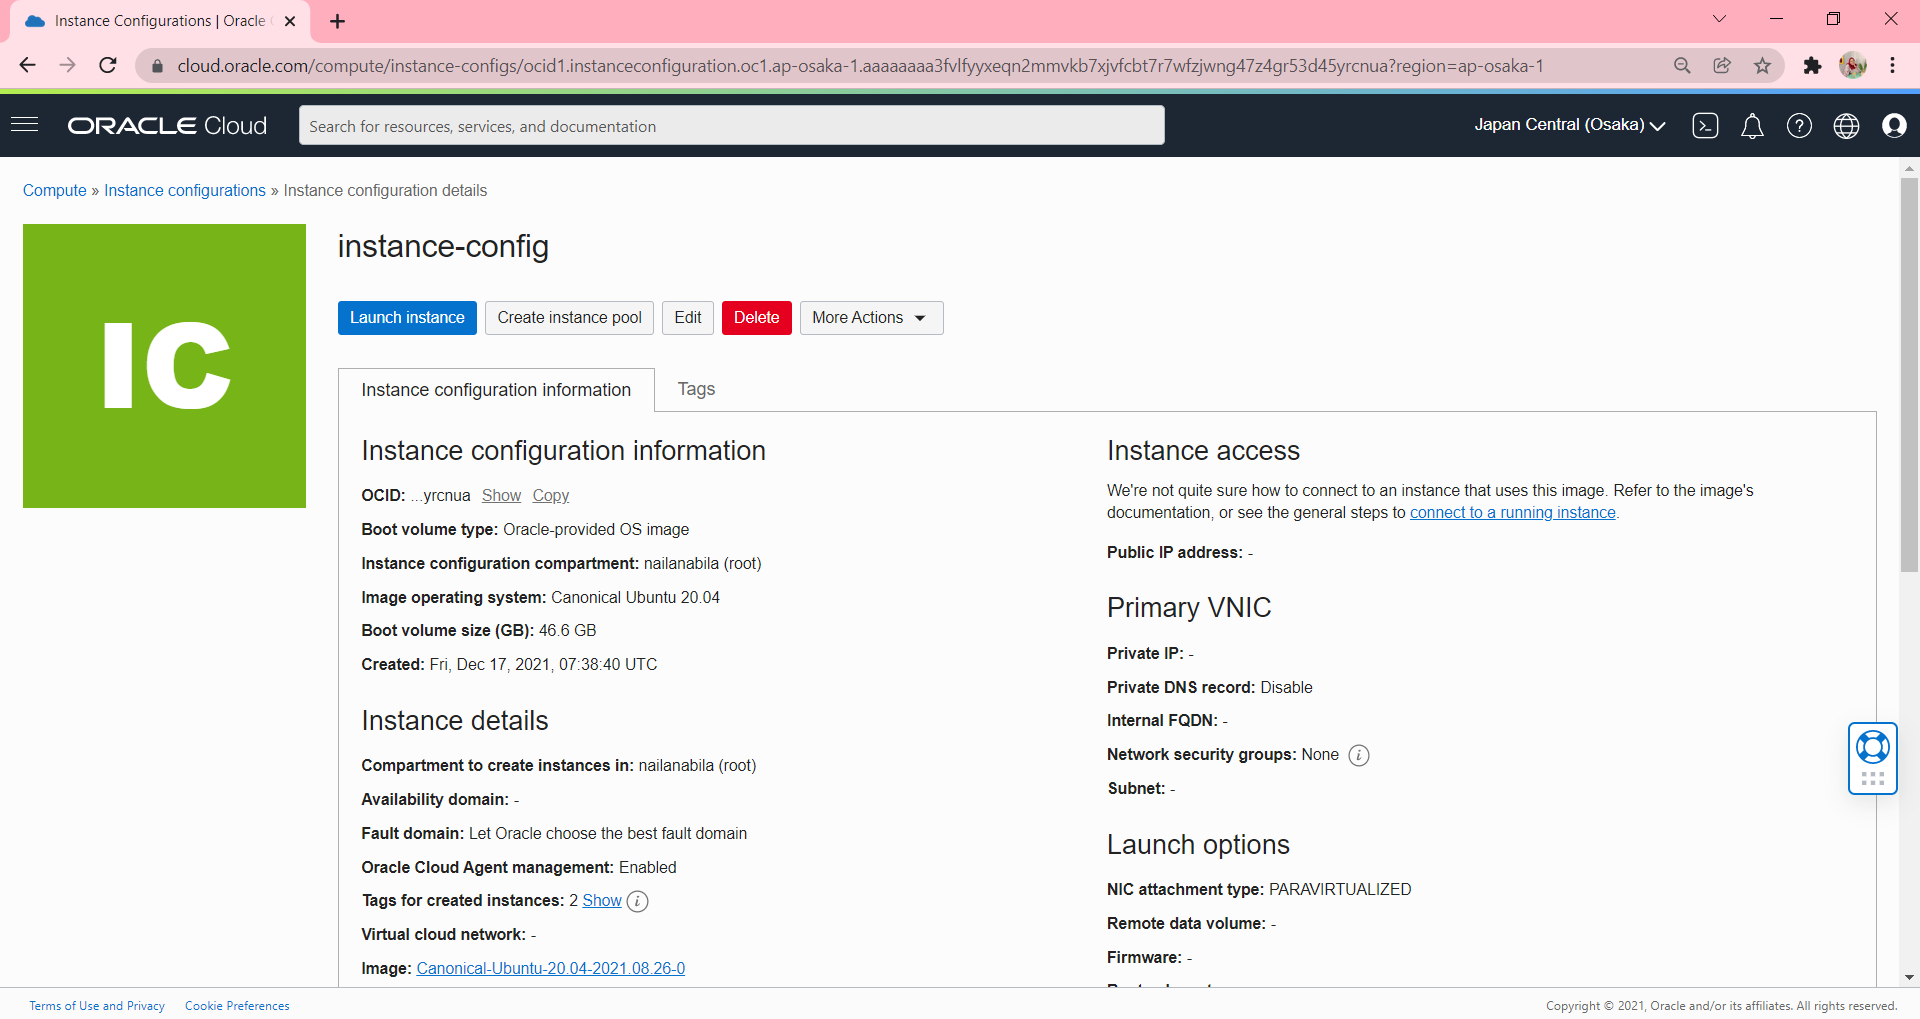 Instance Configurations | Oracle
cloud.oracle.com/compute/instance-configs/ocid1.instanceconfiguration.oc1.ap-osaka-1.aaaaaaaa3fvlfyyxeqn2mmvkb7xjvfcbt7r7wfzjwng47z4gr53d45yrcnua?region=ap-osaka-1
ORACLE Cloud
Search for resources, services, and documentation
Japan Central (Osaka)
Compute » Instance configurations » Instance configuration details
IC
instance-config
Launch instance
Create instance pool
Edit
Delete
More Actions
Instance configuration information
Tags
Instance configuration information
OCID: ...yrcnua Show Copy
Boot volume type: Oracle-provided OS image
Instance configuration compartment: nailanabila (root)
Image operating system: Canonical Ubuntu 20.04
Boot volume size (GB): 46.6 GB
Created: Fri, Dec 17, 2021, 07:38:40 UTC
Instance details
Compartment to create instances in: nailanabila (root)
Availability domain: -
Fault domain: Let Oracle choose the best fault domain
Oracle Cloud Agent management: Enabled
Tags for created instances: 2 Show
Virtual cloud network: -
Image: Canonical-Ubuntu-20.04-2021.08.26-0
Instance access
We're not quite sure how to connect to an instance that uses this image. Refer to the image's
documentation, or see the general steps to connect to a running instance.
Public IP address: -
Primary VNIC
Private IP: -
Private DNS record: Disable
Internal FQDN: -
Network security groups: None
Subnet: -
Launch options
NIC attachment type: PARAVIRTUALIZED
Remote data volume: -
Firmware: -
Terms of Use and Privacy
Cookie Preferences
Copyright © 2021, Oracle and/or its affiliates. All rights reserved.